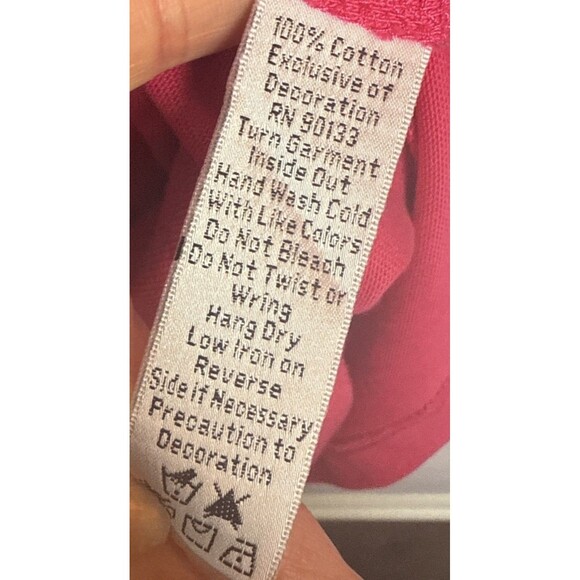 100% Cotton
Exclusive of
Decoration
RN 90133
Turn Garment
Inside Out
Hand Wash Cold
With Like Colors
Do Not Bleach
Do Not Twist or
Wring
Hang Dry
Low Iron on
Reverse
Side if Necessary
Precaution to
Decoration